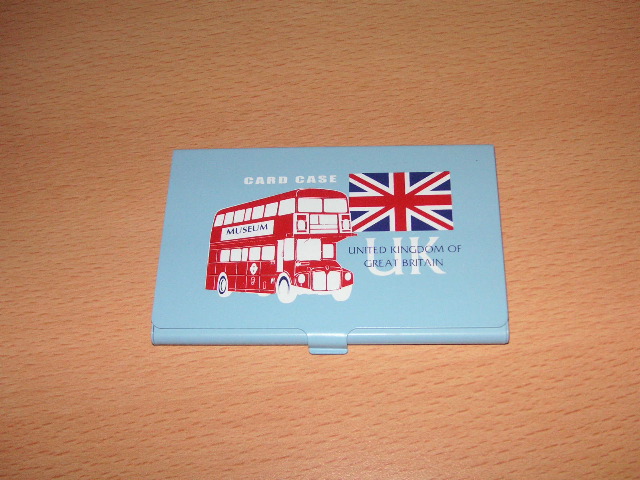 CARD CASE
MUSEUM
UK
UNITED KINGDOM OF
GREAT BRITAIN